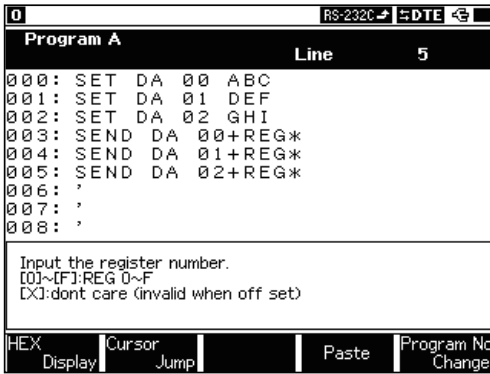 0 RS-232C DTE
Program A
Line 5
000: SET DA 00 ABC
001: SET DA 01 DEF
002: SET DA 02 GHI
003: SEND DA 00+REG*
004: SEND DA 01+REG*
005: SEND DA 02+REG*
006: '
007: '
008: '
Input the register number.
[0]~[F]:REG 0~F
[X]:dont care (invalid when off set)
HEX Display Cursor Jump Paste Program No Change